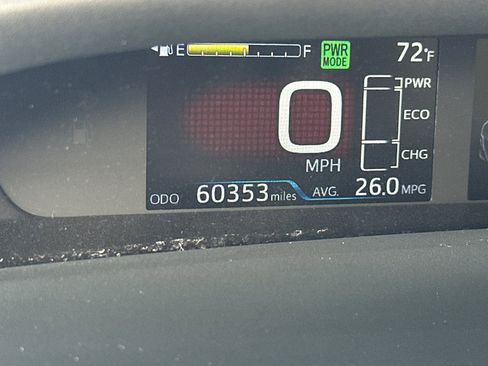 E F PWR MODE 72°F
0 MPH
PWR
ECO
CHG
ODO 60353 miles AVG. 26.0 MPG